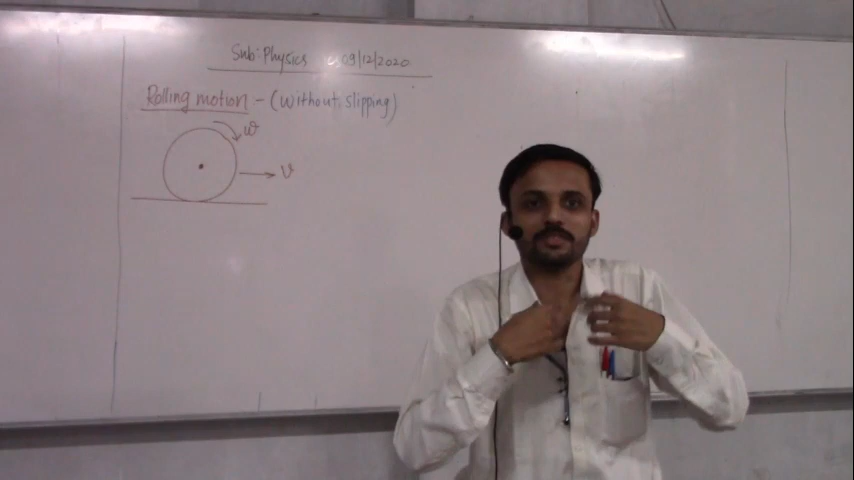 Sub: Physics 09/12/2020
Rolling motion - (Without slipping)
ω
v